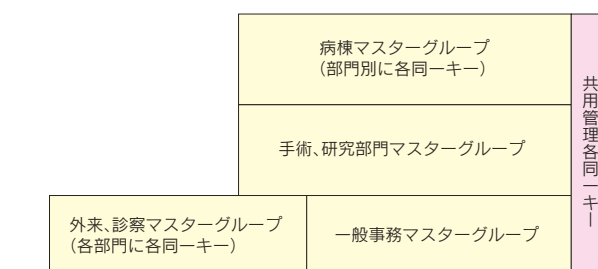 病棟マスターグループ
（部門別に各同一キー）
手術、研究部門マスターグループ
外来、診察マスターグループ
（各部門に各同一キー）
一般事務マスターグループ
共用管理各同一キー